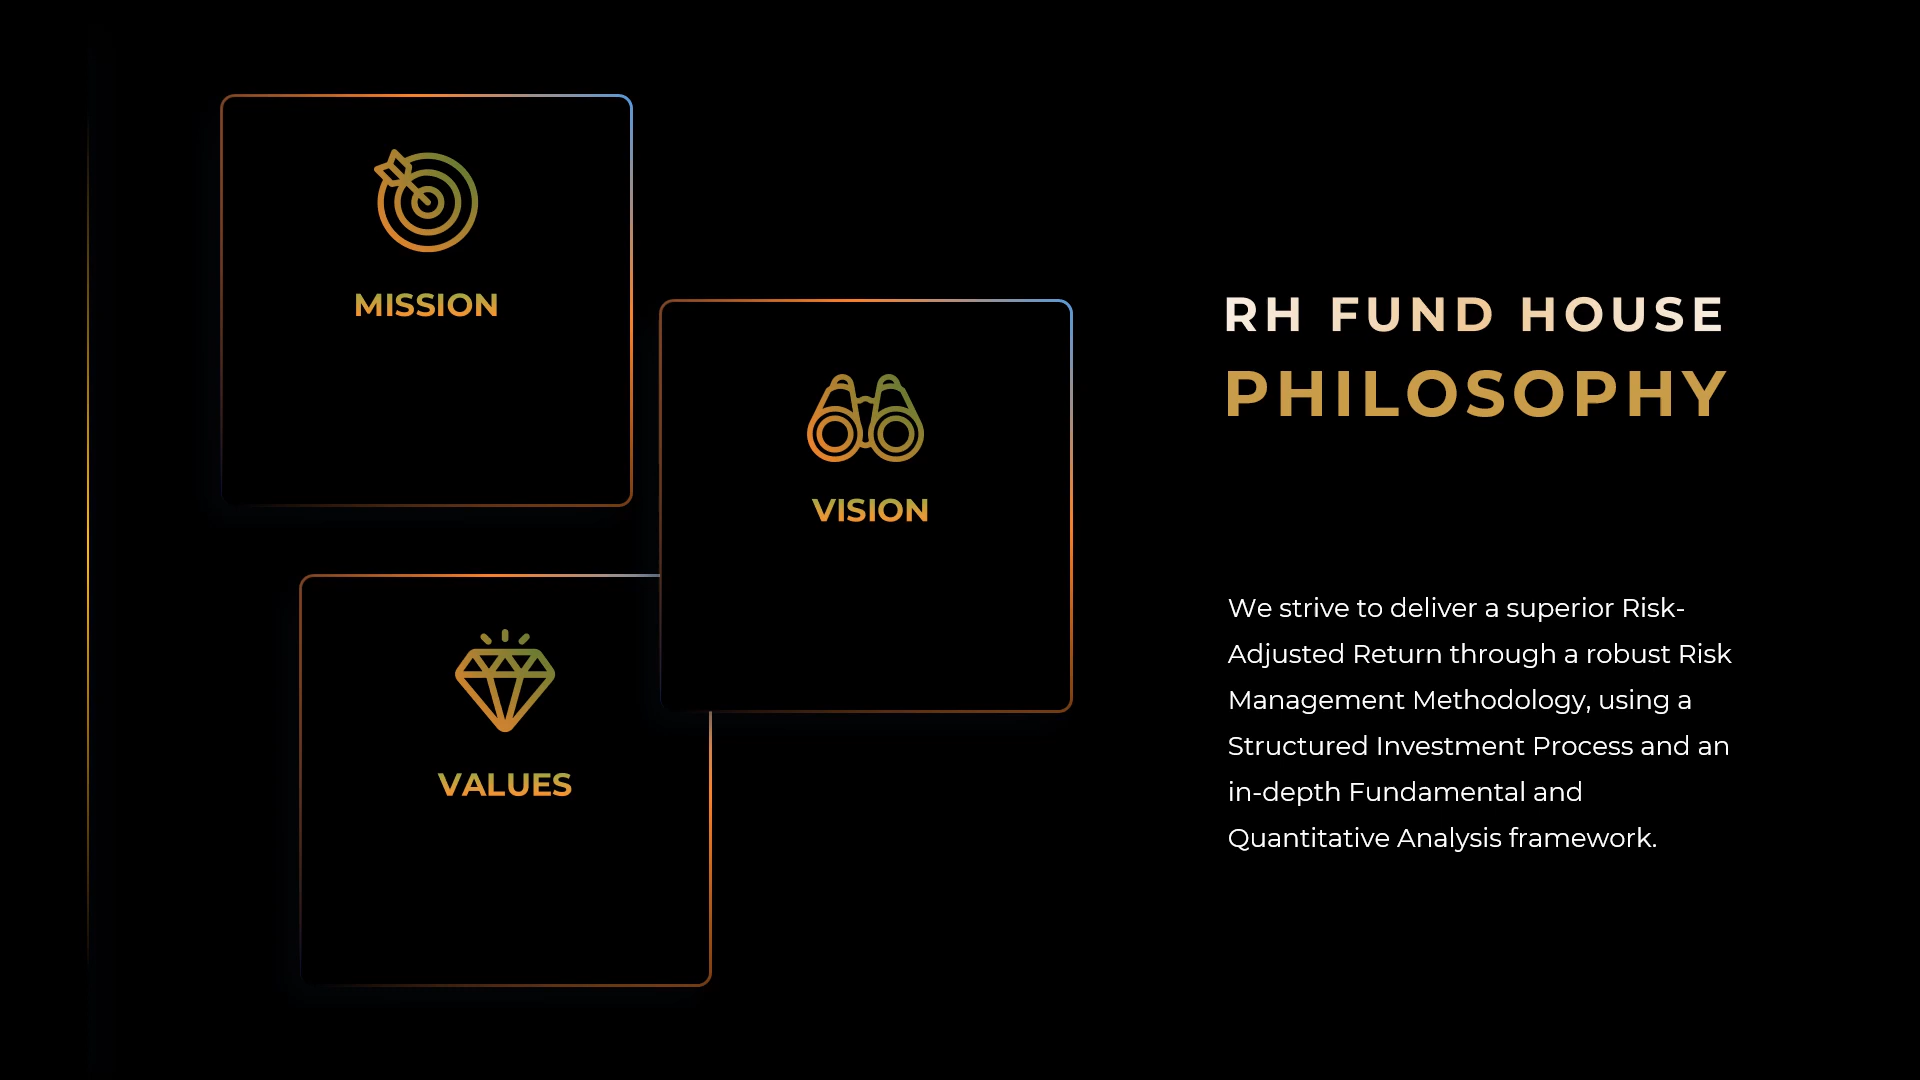 MISSION
VISION
VALUES
RH FUND HOUSE
PHILOSOPHY
We strive to deliver a superior Risk-
Adjusted Return through a robust Risk
Management Methodology, using a
Structured Investment Process and an
in-depth Fundamental and
Quantitative Analysis framework.